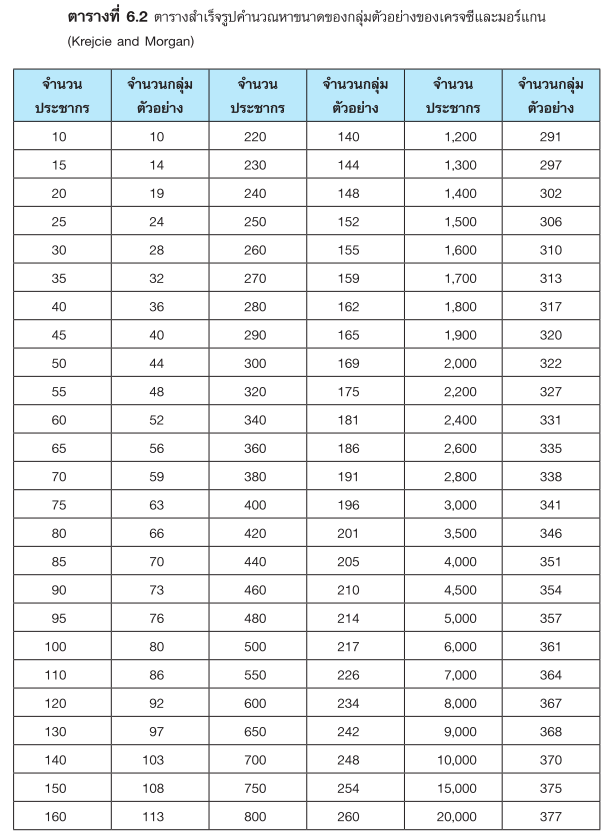 ตารางที่ 6.2 ตารางสำเร็จรูปคำนวณหาขนาดของกลุ่มตัวอย่างของเครจซีและมอร์แกน
(Krejcie and Morgan)
จำนวน จำนวนกลุ่ม จำนวน จำนวนกลุ่ม จำนวน จำนวนกลุ่ม
ประชากร ตัวอย่าง ประชากร ตัวอย่าง ประชากร ตัวอย่าง
10 10 220 140 1,200 291
15 14 230 144 1,300 297
20 19 240 148 1,400 302
25 24 250 152 1,500 306
30 28 260 155 1,600 310
35 32 270 159 1,700 313
40 36 280 162 1,800 317
45 40 290 165 1,900 320
50 44 300 169 2,000 322
55 48 320 175 2,200 327
60 52 340 181 2,400 331
65 56 360 186 2,600 335
70 59 380 191 2,800 338
75 63 400 196 3,000 341
80 66 420 201 3,500 346
85 70 440 205 4,000 351
90 73 460 210 4,500 354
95 76 480 214 5,000 357
100 80 500 217 6,000 361
110 86 550 226 7,000 364
120 92 600 234 8,000 367
130 97 650 242 9,000 368
140 103 700 248 10,000 370
150 108 750 254 15,000 375
160 113 800 260 20,000 377